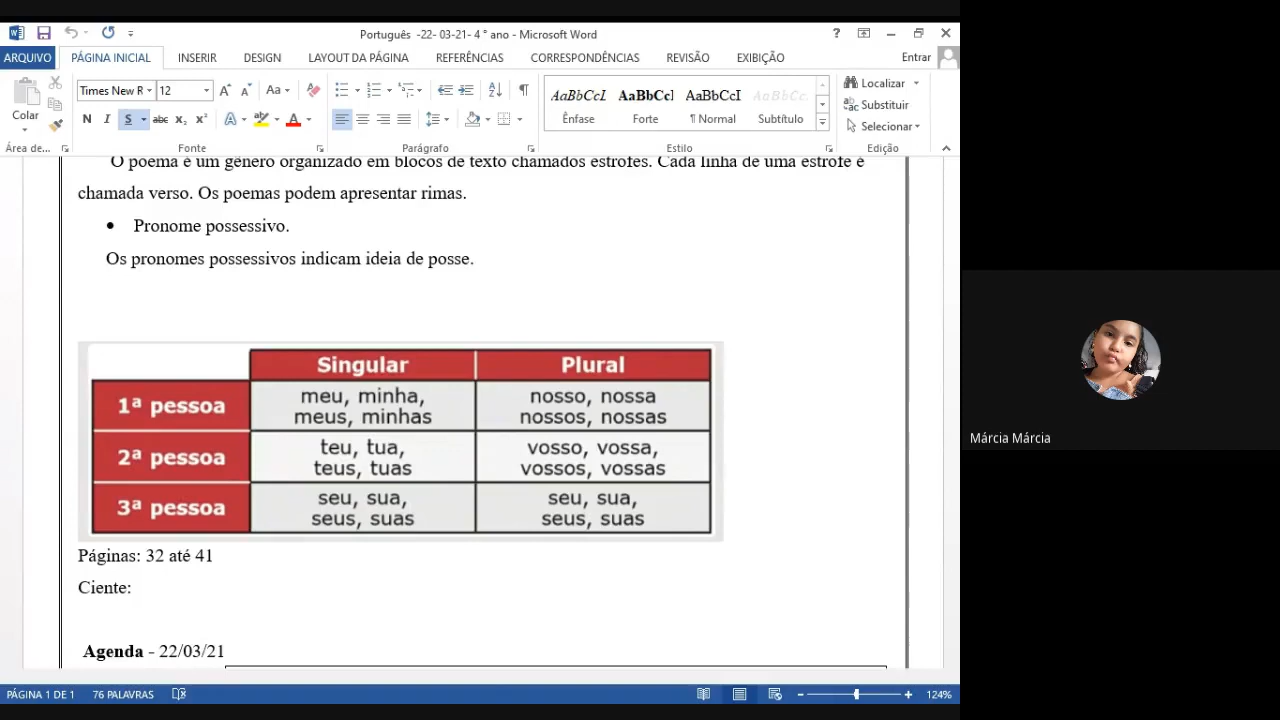 Português -22- 03-21- 4 ° ano - Microsoft Word
?
ARQUIVO PÁGINA INICIAL INSERIR DESIGN LAYOUT DA PÁGINA REFERÊNCIAS CORRESPONDÊNCIAS REVISÃO EXIBIÇÃO Entrar
Times New R 12 Aa
Colar
N I S abc x₂ x² A A
Área de... Fonte Parágrafo
AaBbCcI AaBbCcI AaBbCcI AaBbCc.
Ênfase Forte ¶ Normal Subtítulo
Estilo
Localizar
Substituir
Selecionar
Edição
O poema é um gênero organizado em blocos de texto chamados estrofes. Cada linha de uma estrofe é
chamada verso. Os poemas podem apresentar rimas.
• Pronome possessivo.
Os pronomes possessivos indicam ideia de posse.
Singular Plural
1ª pessoa meu, minha, meus, minhas nosso, nossa nossos, nossas
2ª pessoa teu, tua, teus, tuas vosso, vossa, vossos, vossas
3ª pessoa seu, sua, seus, suas seu, sua, seus, suas
Páginas: 32 até 41
Ciente:
Agenda - 22/03/21
PÁGINA 1 DE 1 76 PALAVRAS 124%
Márcia Márcia